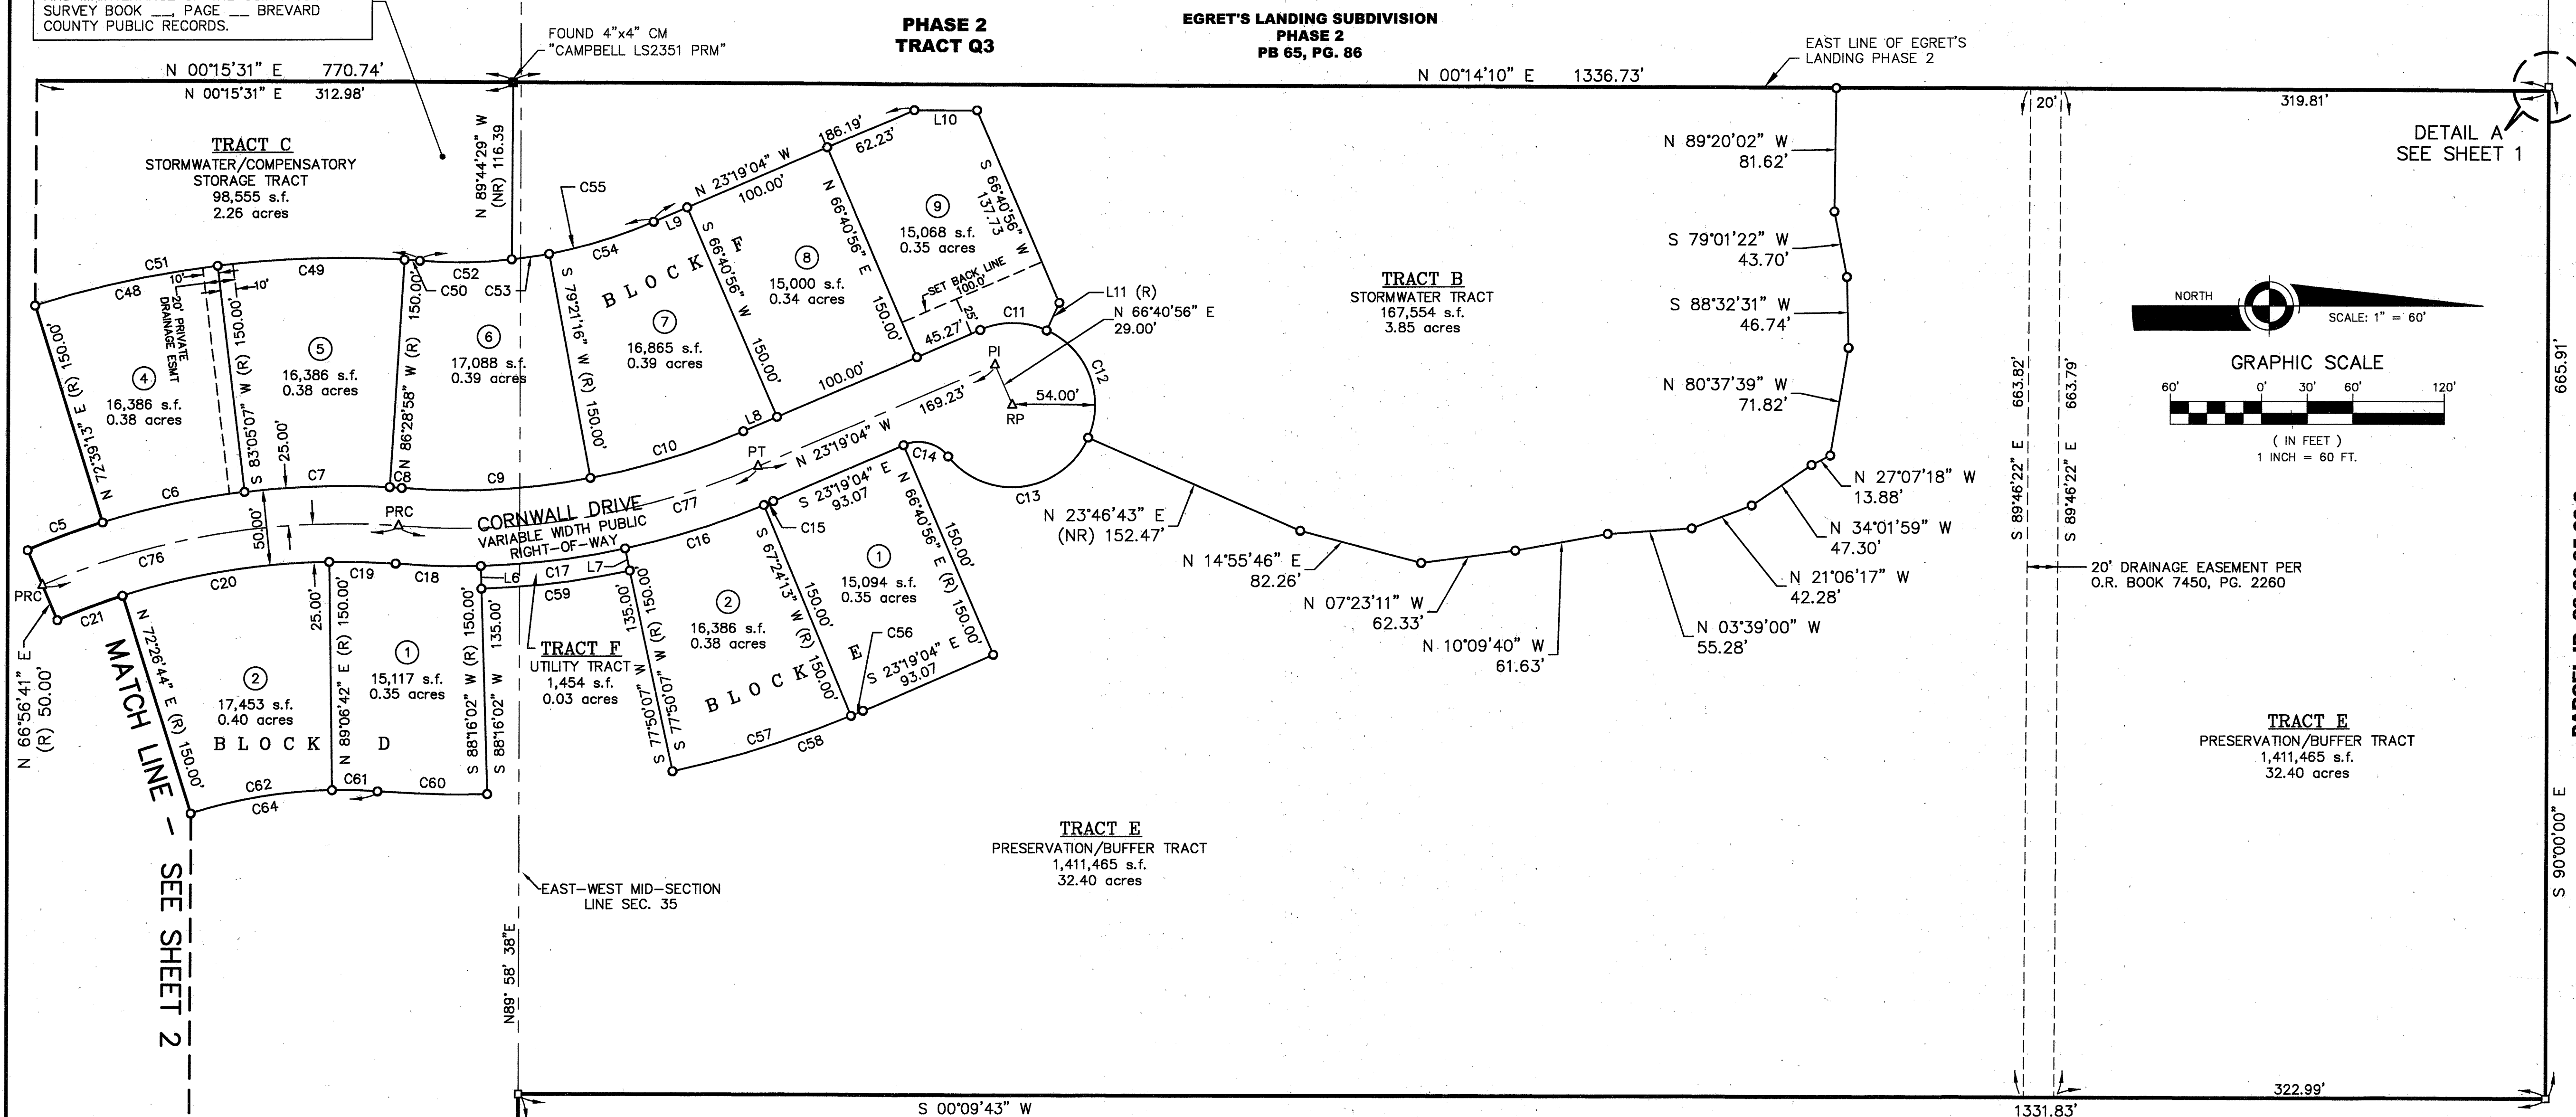 SURVEY BOOK __, PAGE __ BREVARD
COUNTY PUBLIC RECORDS.
FOUND 4"x4" CM
"CAMPBELL LS2351 PRM"
PHASE 2
TRACT Q3
EGRET'S LANDING SUBDIVISION
PHASE 2
PB 65, PG. 86
EAST LINE OF EGRET'S
LANDING PHASE 2
N 00°15'31" E 770.74'
N 00°15'31" E 312.98'
N 00°14'10" E 1336.73'
20'
319.81'
DETAIL A
SEE SHEET 1
TRACT C
STORMWATER/COMPENSATORY
STORAGE TRACT
98,555 s.f.
2.26 acres
N 89°44'29" W
(NR) 116.39
C55
186.19'
62.23'
L10
N 23°19'04" W
100.00'
L9
C54
C51
C49
C48
C50
C52
C53
10'
10'
20' PRIVATE
DRAINAGE ESMT
N 72°39'13" E (R) 150.00'
4
16,386 s.f.
0.38 acres
S 83°05'07" W (R) 150.00'
5
16,386 s.f.
0.38 acres
N 86°28'58" W (R) 150.00'
6
17,088 s.f.
0.39 acres
S 79°21'16" W (R) 150.00'
BLOCK F
7
16,865 s.f.
0.39 acres
S 66°40'56" W 150.00'
8
15,000 s.f.
0.34 acres
N 66°40'56" E 150.00'
9
15,068 s.f.
0.35 acres
S 66°40'56" W
137.73
SET BACK LINE
100.0'
25'
45.27'
C11
L11 (R)
N 66°40'56" E
29.00'
C12
54.00'
PI
RP
100.00'
L8
C10
C9
C8
C7
25.00'
C6
C5
169.23'
N 23°19'04" W
PT
C77
CORNWALL DRIVE
VARIABLE WIDTH PUBLIC
RIGHT-OF-WAY
PRC
50.00'
C76
PRC
N 66°56'41" E
(R) 50.00'
C21
C20
C19
C18
L6
C17
L7
C59
C16
C15
S 23°19'04" E
93.07
C14
C13
N 72°26'44" E (R) 150.00'
25.00'
2
17,453 s.f.
0.40 acres
N 89°06'42" E (R) 150.00'
1
15,117 s.f.
0.35 acres
BLOCK D
S 88°16'02" W (R) 150.00'
S 88°16'02" W 135.00'
TRACT F
UTILITY TRACT
1,454 s.f.
0.03 acres
S 77°50'07" W 135.00'
S 77°50'07" W (R) 150.00'
2
16,386 s.f.
0.38 acres
BLOCK E
S 67°24'13" W (R) 150.00'
150.00'
1
15,094 s.f.
0.35 acres
N 66°40'56" E (R) 150.00'
150.00'
C56
S 23°19'04" E
93.07
C57
C58
C62
C64
C61
C60
MATCH LINE - SEE SHEET 2
EAST-WEST MID-SECTION
LINE SEC. 35
N89° 58' 38"E
TRACT B
STORMWATER TRACT
167,554 s.f.
3.85 acres
N 89°20'02" W
81.62'
S 79°01'22" W
43.70'
S 88°32'31" W
46.74'
N 80°37'39" W
71.82'
N 27°07'18" W
13.88'
N 34°01'59" W
47.30'
N 21°06'17" W
42.28'
N 03°39'00" W
55.28'
N 10°09'40" W
61.63'
N 07°23'11" W
62.33'
N 14°55'46" E
82.26'
N 23°46'43" E
(NR) 152.47'
TRACT E
PRESERVATION/BUFFER TRACT
1,411,465 s.f.
32.40 acres
S 89°46'22" E 663.82'
S 89°46'22" E 663.79'
20' DRAINAGE EASEMENT PER
O.R. BOOK 7450, PG. 2260
NORTH
SCALE: 1" = 60'
GRAPHIC SCALE
60' 0' 30' 60' 120'
( IN FEET )
1 INCH = 60 FT.
TRACT E
PRESERVATION/BUFFER TRACT
1,411,465 s.f.
32.40 acres
665.91'
S 90°00'00" E
S 00°09'43" W
1331.83'
322.99'